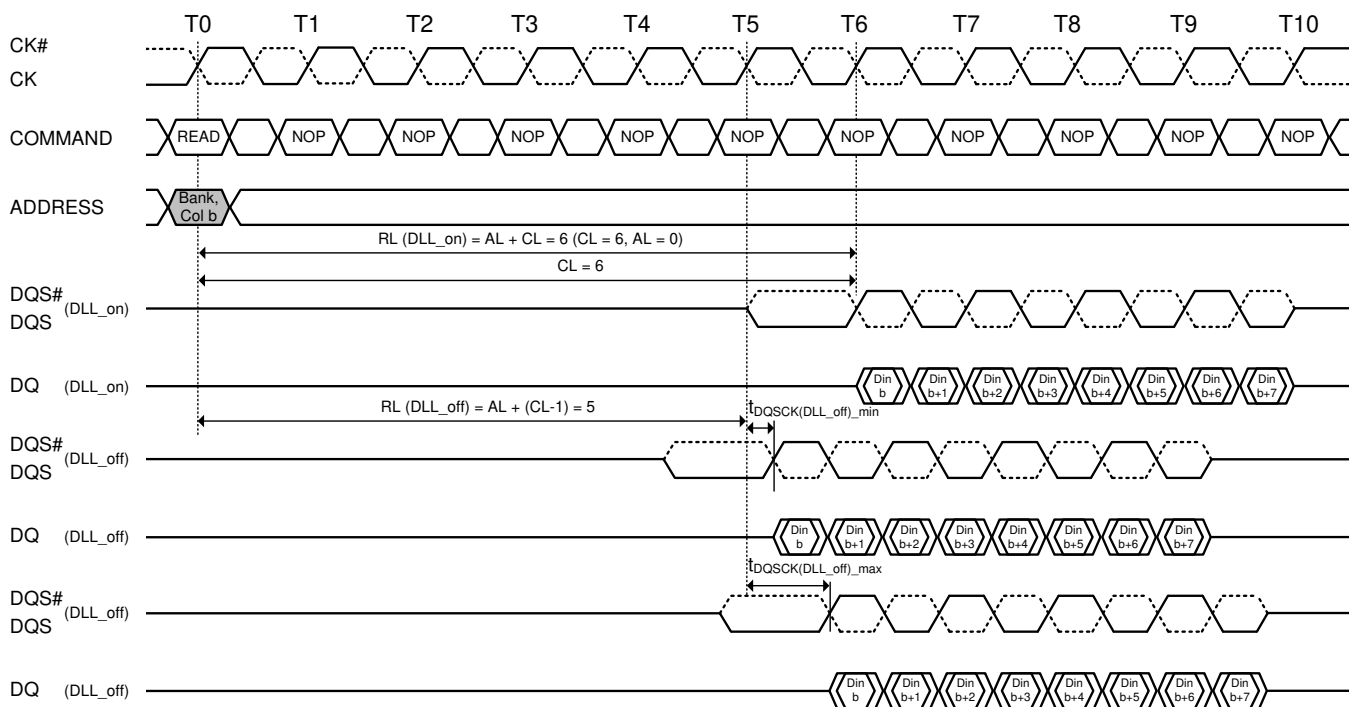 T0 T1 T2 T3 T4 T5 T6 T7 T8 T9 T10
CK#
CK
COMMAND READ NOP NOP NOP NOP NOP NOP NOP NOP NOP NOP
ADDRESS Bank,
Col b
RL (DLL_on) = AL + CL = 6 (CL = 6, AL = 0)
CL = 6
DQS# (DLL_on)
DQS
DQ (DLL_on) Din Din Din Din Din Din Din Din
b b+1 b+2 b+3 b+4 b+5 b+6 b+7
RL (DLL_off) = AL + (CL-1) = 5 tDQSCK(DLL_off)_min
DQS# (DLL_off)
DQS
DQ (DLL_off) Din Din Din Din Din Din Din Din
b b+1 b+2 b+3 b+4 b+5 b+6 b+7
tDQSCK(DLL_off)_max
DQS# (DLL_off)
DQS
DQ (DLL_off) Din Din Din Din Din Din Din Din
b b+1 b+2 b+3 b+4 b+5 b+6 b+7